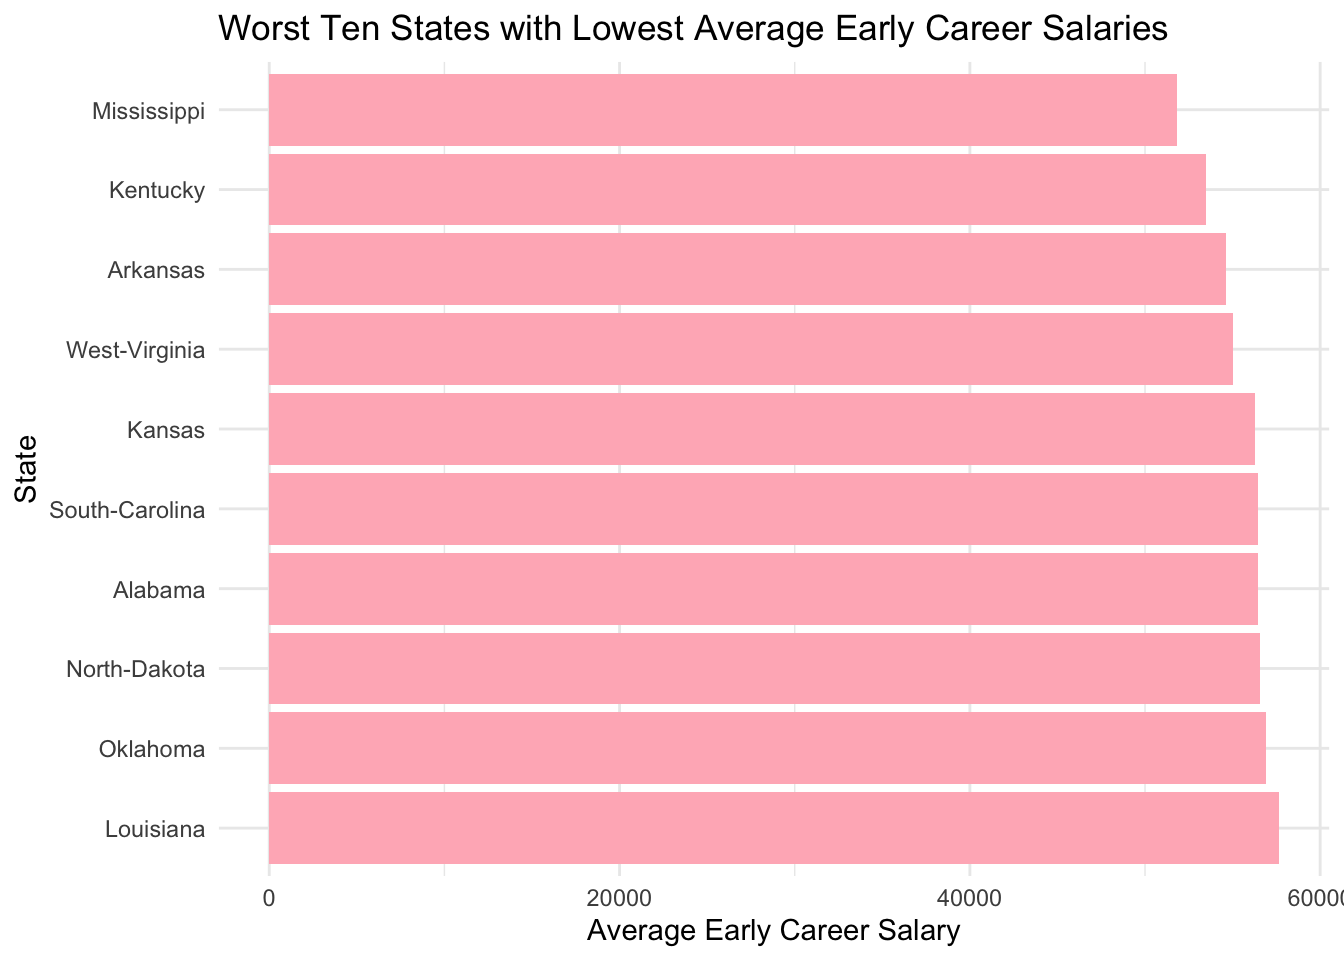 Worst Ten States with Lowest Average Early Career Salaries
Mississippi
Kentucky
Arkansas
West-Virginia
Kansas
South-Carolina
Alabama
North-Dakota
Oklahoma
Louisiana
State
0 20000 40000 60000
Average Early Career Salary